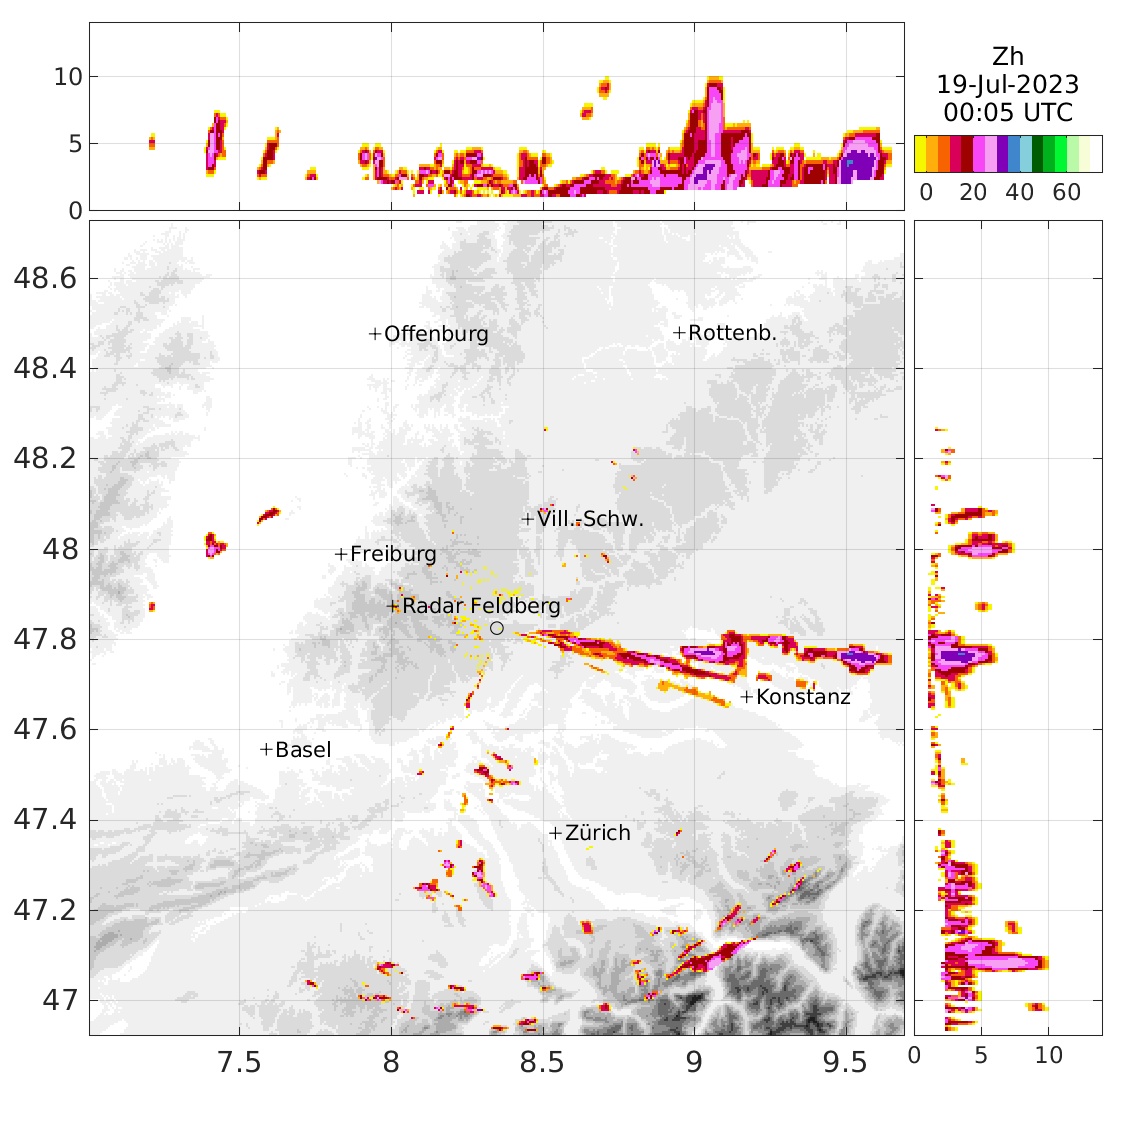 10
5
0
Zh
19-Jul-2023
00:05 UTC
0 20 40 60
48.6
48.4
48.2
48
47.8
47.6
47.4
47.2
47
+Offenburg
+Rottenb.
+Vill.-Schw.
+Freiburg
+Radar Feldberg
+Konstanz
+Basel
+Zürich
7.5 8 8.5 9 9.5
0 5 10